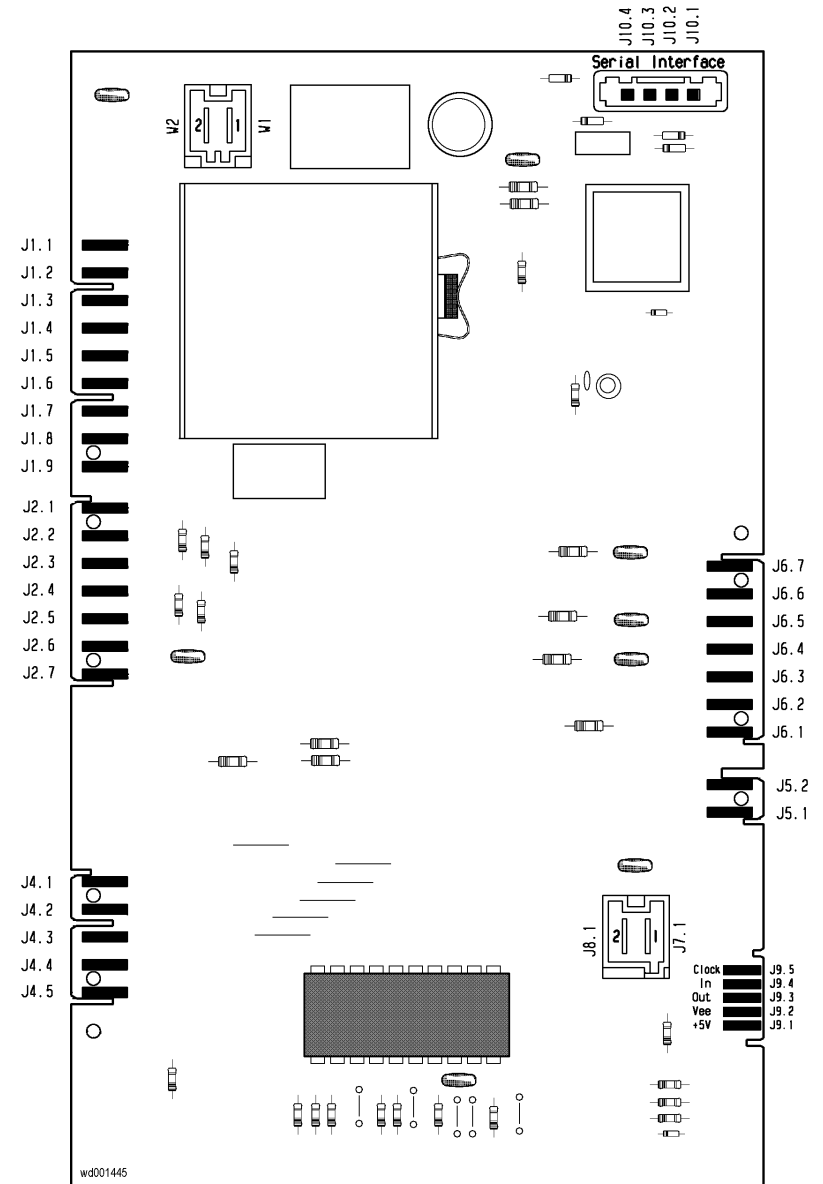 J10.4
J10.3
J10.2
J10.1
Serial Interface
W2
2
1
W1
J1.1
J1.2
J1.3
J1.4
J1.5
J1.6
J1.7
J1.8
J1.9
J2.1
J2.2
J2.3
J2.4
J2.5
J2.6
J2.7
J6.7
J6.6
J6.5
J6.4
J6.3
J6.2
J6.1
J5.2
J5.1
J4.1
J4.2
J4.3
J4.4
J4.5
J8.1
2
1
J7.1
Clock J9.5
In J9.4
Out J9.3
Vee J9.2
+5V J9.1
wd001445